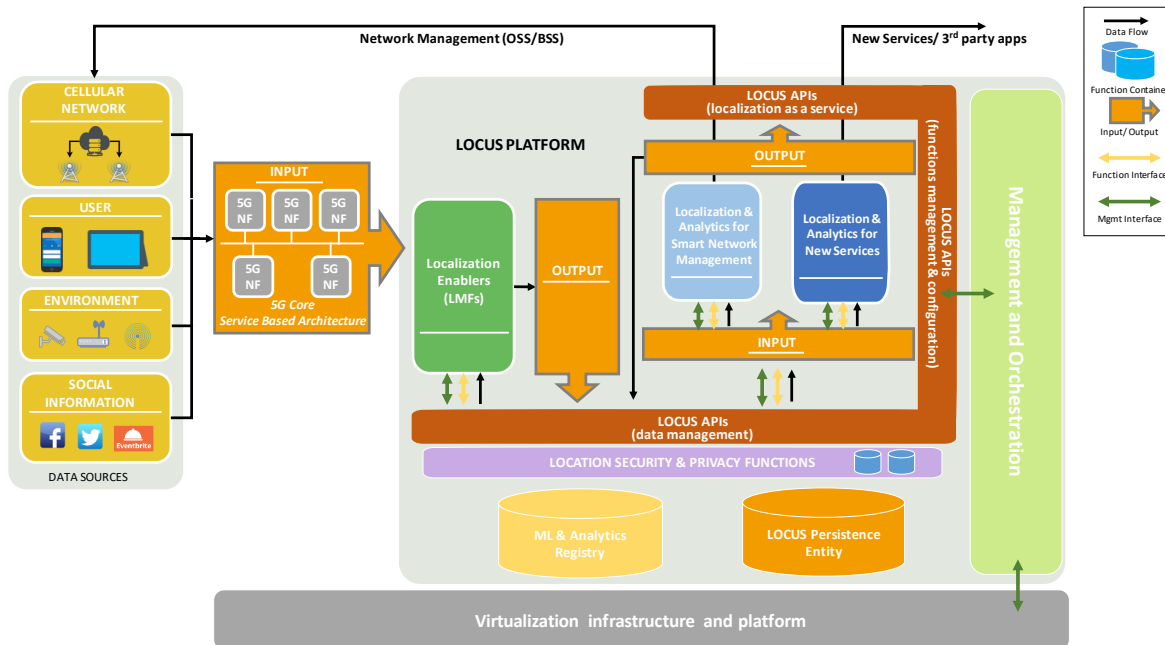 Network Management (OSS/BSS)
New Services/ 3rd party apps
Data Flow
Function Container
Input/ Output
Function Interface
Mgmt Interface
CELLULAR
NETWORK
USER
ENVIRONMENT
SOCIAL
INFORMATION
f
Eventbrite
DATA SOURCES
INPUT
5G
NF
5G
NF
5G
NF
5G
NF
5G
NF
5G Core
Service Based Architecture
LOCUS PLATFORM
Localization
Enablers
(LMFs)
OUTPUT
LOCUS APIs
(localization as a service)
OUTPUT
Localization &
Analytics for
Smart Network
Management
Localization &
Analytics for
New Services
INPUT
LOCUS APIs
(functions management & configuration)
LOCUS APIs
(data management)
LOCATION SECURITY & PRIVACY FUNCTIONS
ML & Analytics
Registry
LOCUS Persistence
Entity
Management and Orchestration
Virtualization infrastructure and platform